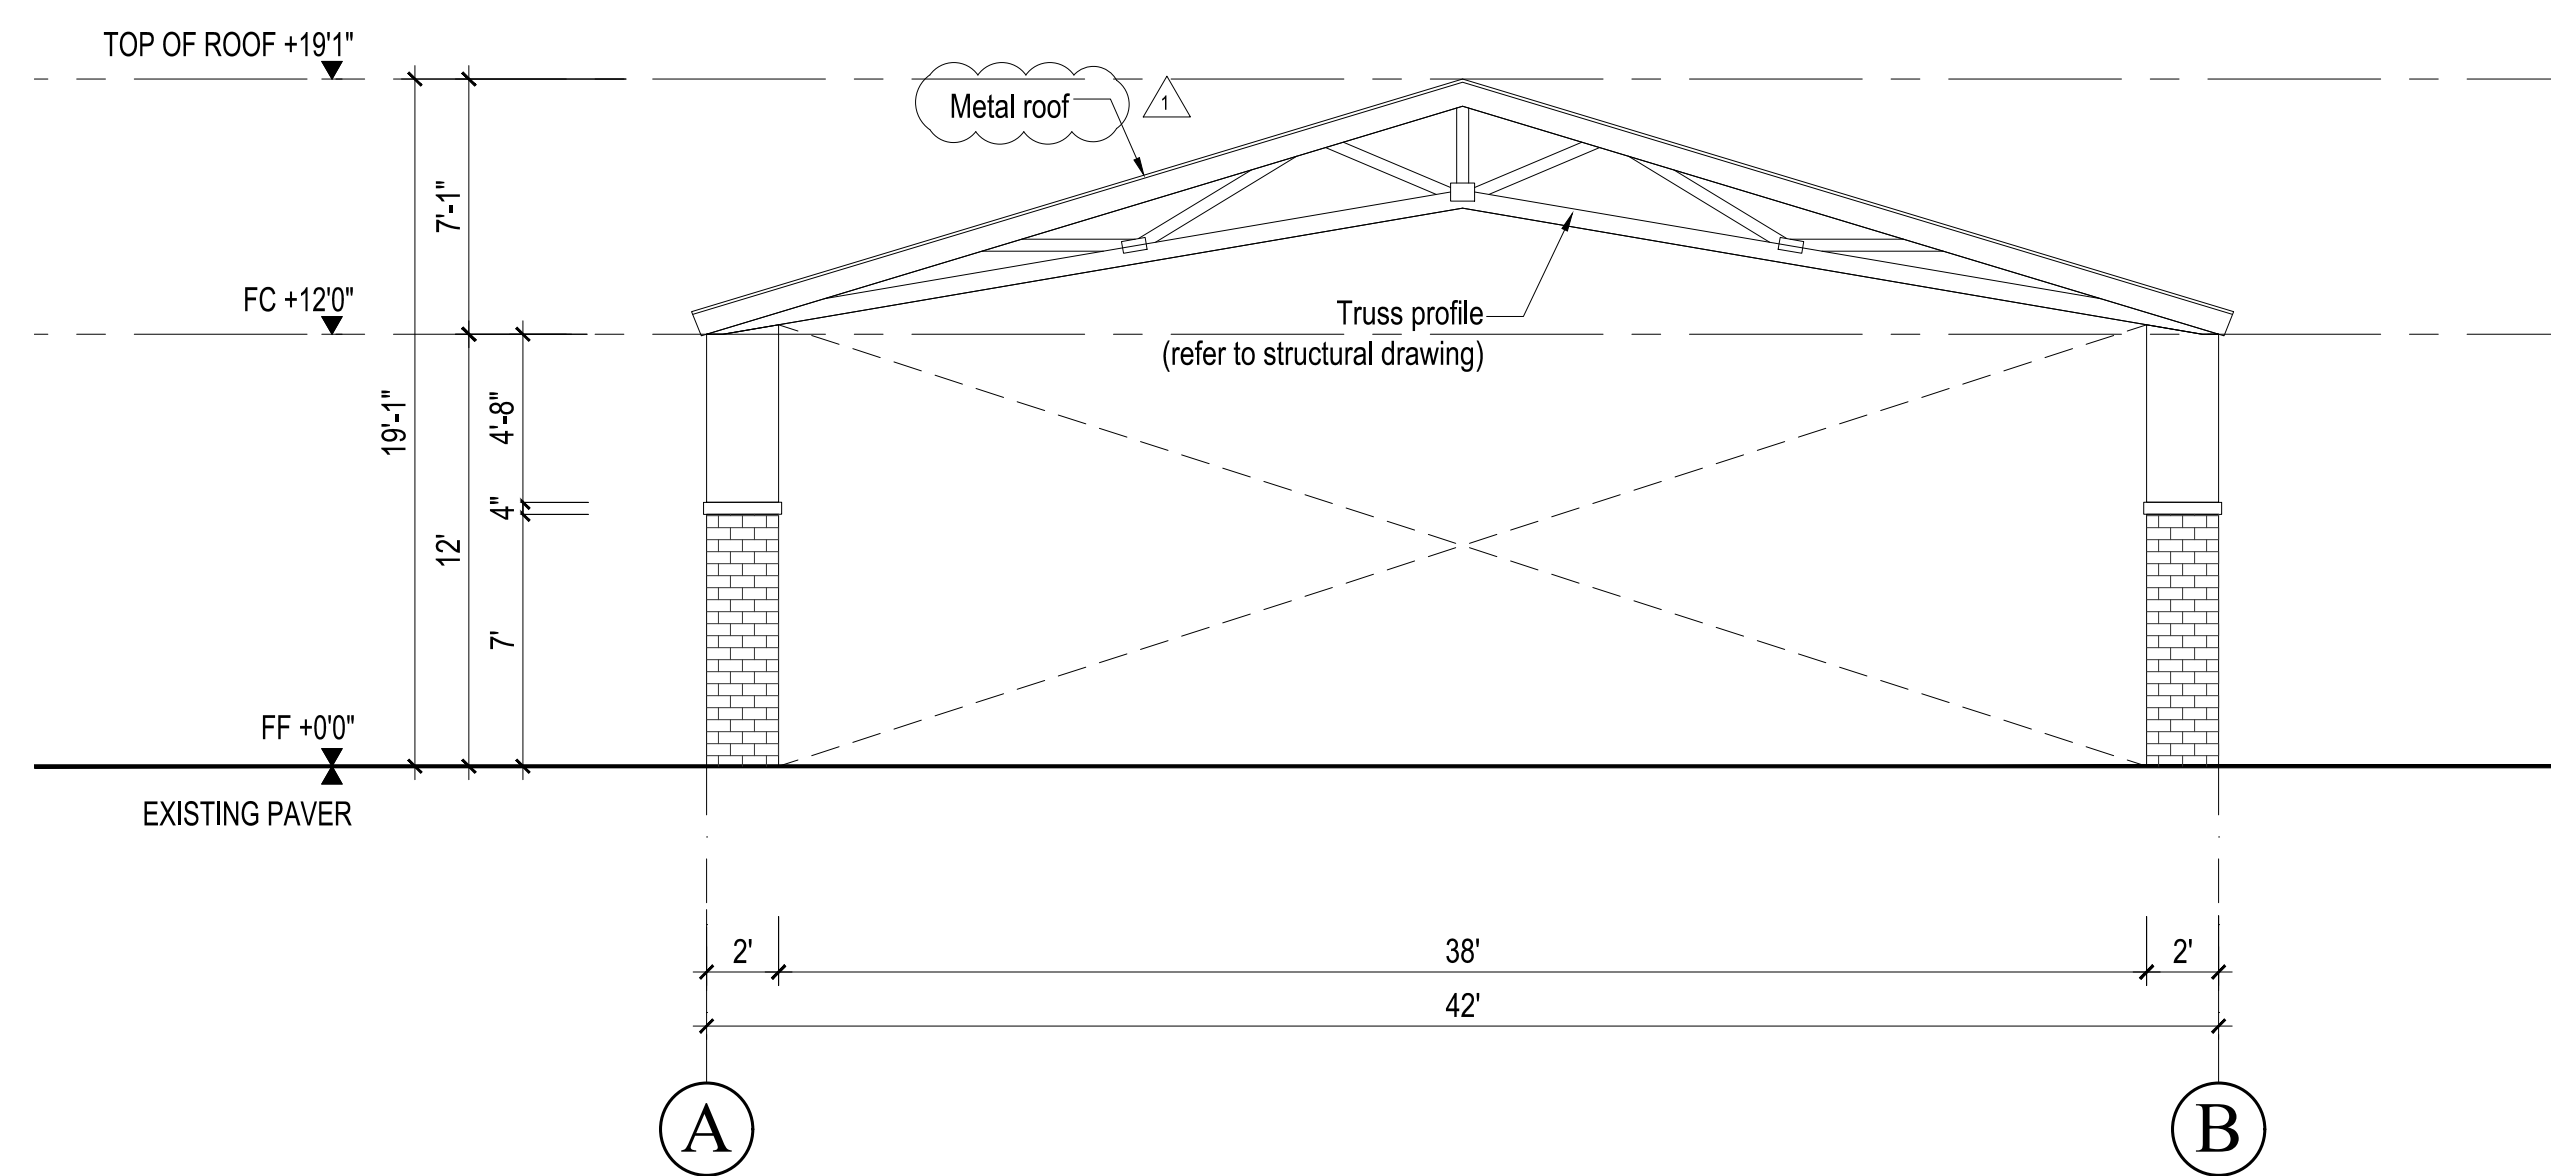 TOP OF ROOF +19'1"
Metal roof
1
7'-1"
FC +12'0"
Truss profile
(refer to structural drawing)
19'-1"
4'-8"
4"
12'
7'
FF +0'0"
EXISTING PAVER
2'
38'
2'
42'
A
B